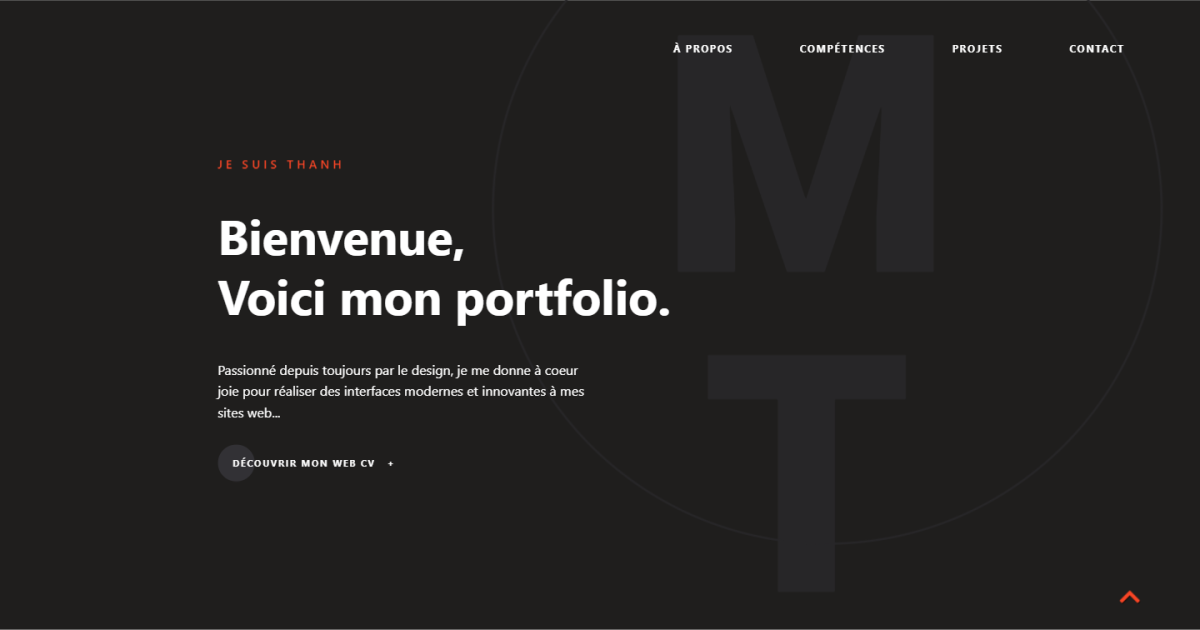 À PROPOS COMPÉTENCES PROJETS CONTACT
M
T
JE SUIS THANH
Bienvenue,
Voici mon portfolio.
Passionné depuis toujours par le design, je me donne à coeur
joie pour réaliser des interfaces modernes et innovantes à mes
sites web...
DÉCOUVRIR MON WEB CV +